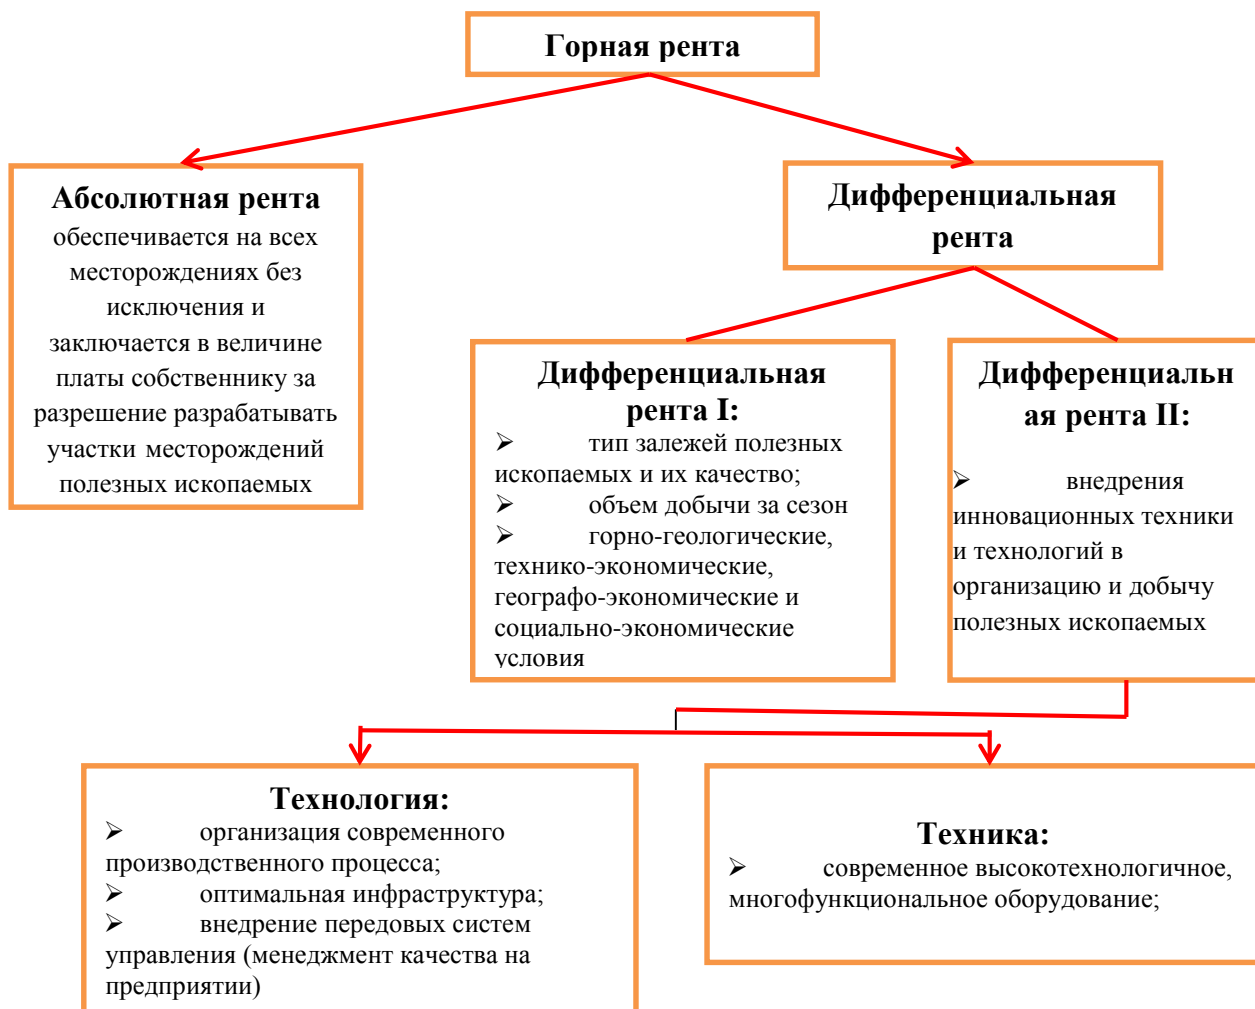 Горная рента
Абсолютная рента
обеспечивается на всех
месторождениях без
исключения и
заключается в величине
платы собственнику за
разрешение разрабатывать
участки месторождений
полезных ископаемых
Дифференциальная
рента
Дифференциальная
рента I:
➢ тип залежей полезных
ископаемых и их качество;
➢ объем добычи за сезон
➢ горно-геологические,
технико-экономические,
географо-экономические и
социально-экономические
условия
Дифференциальн
ая рента II:
➢ внедрения
инновационных техники
и технологий в
организацию и добычу
полезных ископаемых
Технология:
➢ организация современного
производственного процесса;
➢ оптимальная инфраструктура;
➢ внедрение передовых систем
управления (менеджмент качества на
предприятии)
Техника:
➢ современное высокотехнологичное,
многофункциональное оборудование;